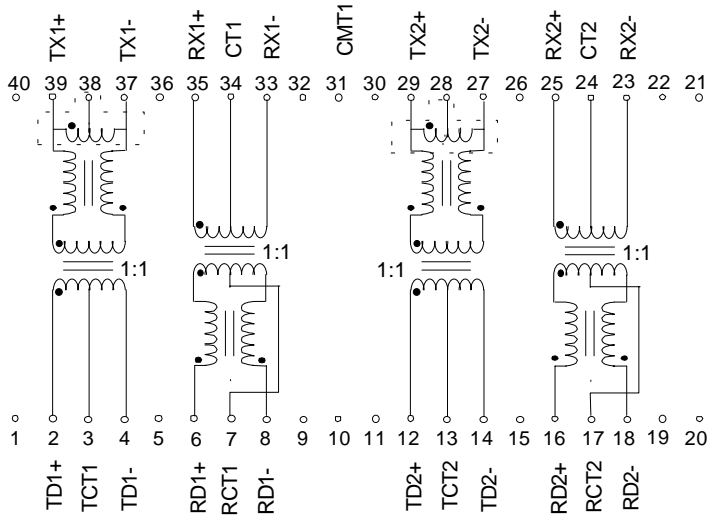 TX1+ TX1- RX1+ CT1 RX1- CMT1 TX2+ TX2- RX2+ CT2 RX2-
40 39 38 37 36 35 34 33 32 31 30 29 28 27 26 25 24 23 22 21
1:1 1:1 1:1 1:1
1 2 3 4 5 6 7 8 9 10 11 12 13 14 15 16 17 18 19 20
TD1+ TCT1 TD1- RD1+ RCT1 RD1- TD2+ TCT2 TD2- RD2+ RCT2 RD2-